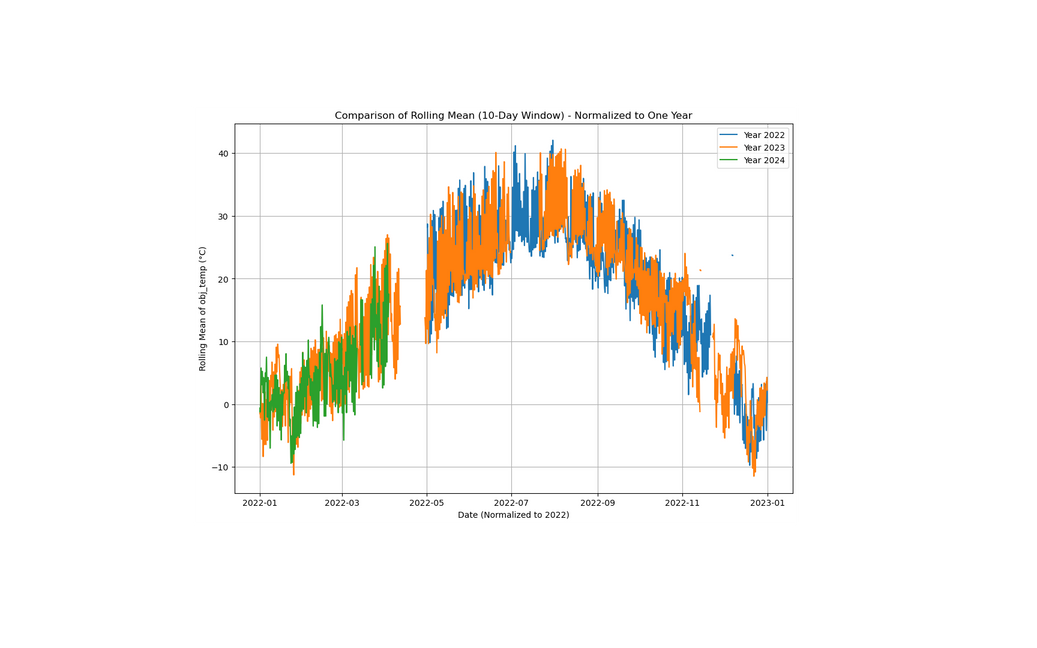 Comparison of Rolling Mean (10-Day Window) - Normalized to One Year
Year 2022
Year 2023
Year 2024
40
30
20
10
0
−10
Rolling Mean of obj_temp (°C)
2022-01 2022-03 2022-05 2022-07 2022-09 2022-11 2023-01
Date (Normalized to 2022)